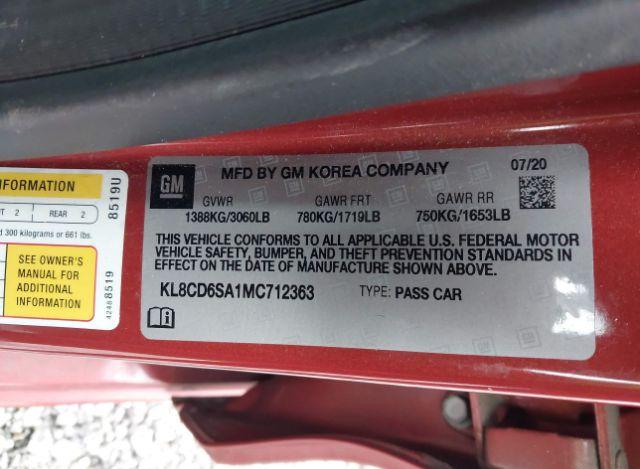 GM
MFD BY GM KOREA COMPANY 07/20
GVWR GAWR FRT GAWR RR
1388KG/3060LB 780KG/1719LB 750KG/1653LB
THIS VEHICLE CONFORMS TO ALL APPLICABLE U.S. FEDERAL MOTOR
VEHICLE SAFETY, BUMPER, AND THEFT PREVENTION STANDARDS IN
EFFECT ON THE DATE OF MANUFACTURE SHOWN ABOVE.
KL8CD6SA1MC712363 TYPE: PASS CAR
INFORMATION
2 REAR 2
300 kilograms or 661 lbs.
SEE OWNER'S
MANUAL FOR
ADDITIONAL
INFORMATION
8519U
42488519